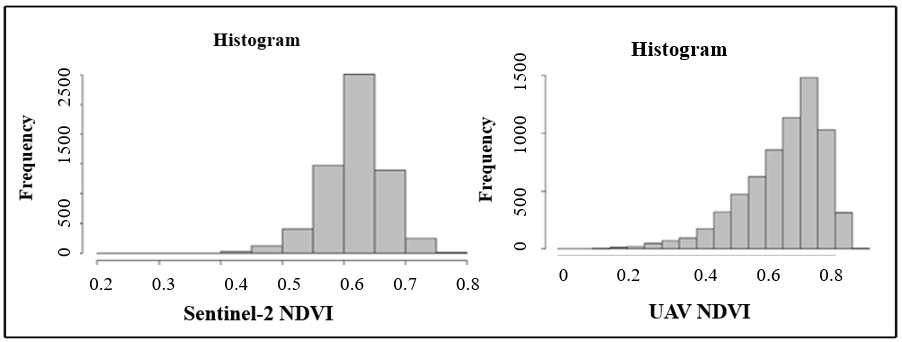 Histogram
Frequency
2500
1500
500
0
0.2 0.3 0.4 0.5 0.6 0.7 0.8
Sentinel-2 NDVI
Histogram
Frequency
1500
1000
500
0
0 0.2 0.4 0.6 0.8
UAV NDVI